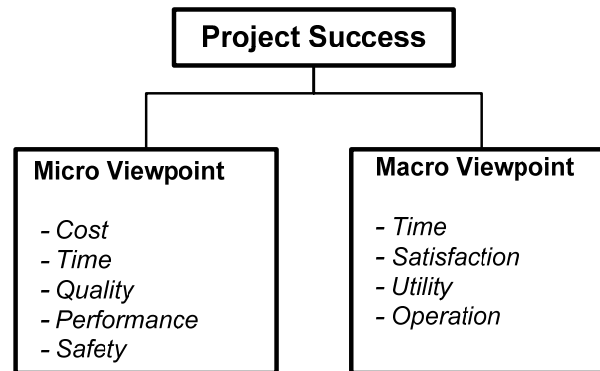 Project Success
Micro Viewpoint
- Cost
- Time
- Quality
- Performance
- Safety
Macro Viewpoint
- Time
- Satisfaction
- Utility
- Operation